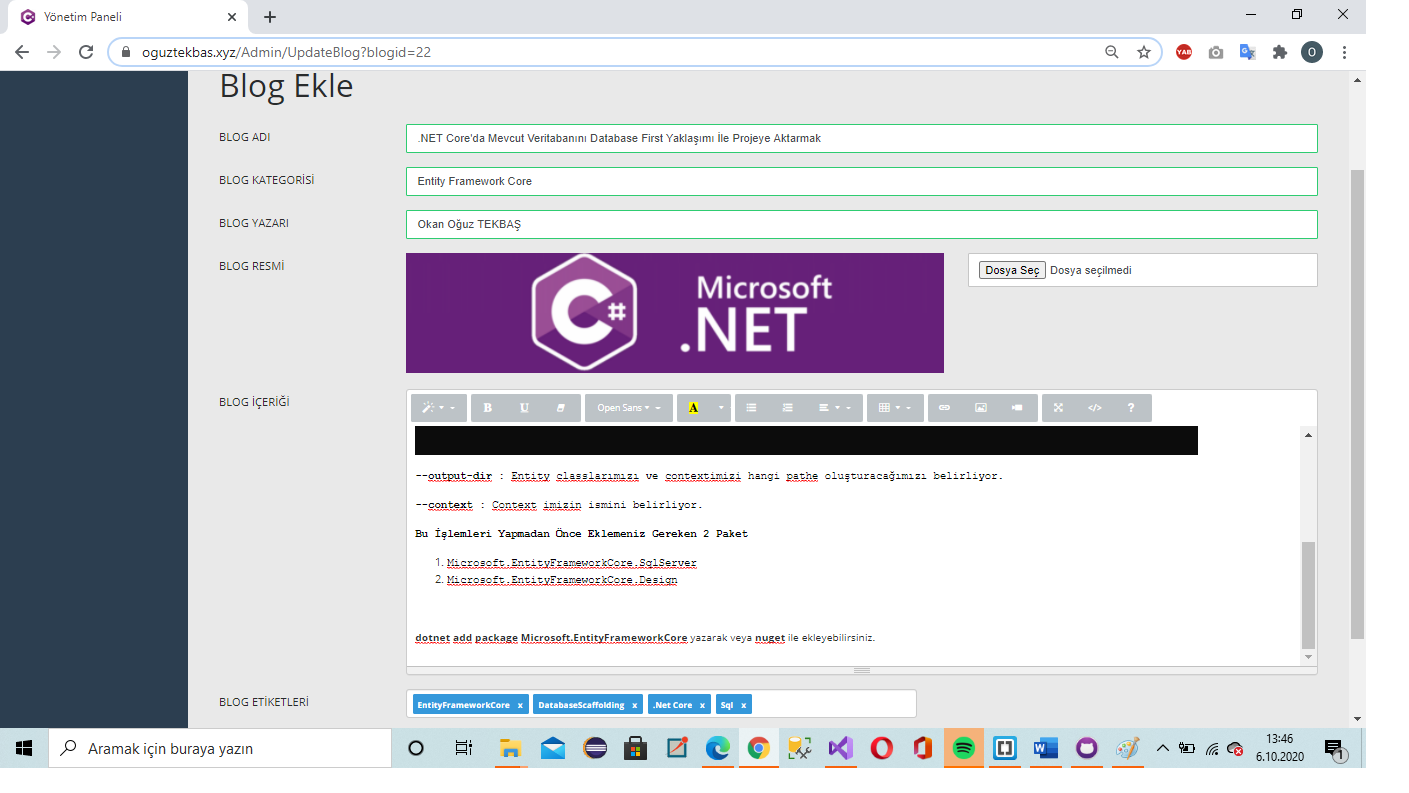 Yönetim Paneli
oguztekbas.xyz/Admin/UpdateBlog?blogid=22
YAB
O
Blog Ekle
BLOG ADI
.NET Core'da Mevcut Veritabanını Database First Yaklaşımı İle Projeye Aktarmak
BLOG KATEGORİSİ
Entity Framework Core
BLOG YAZARI
Okan Oğuz TEKBAŞ
BLOG RESMİ
C#
Microsoft
.NET
Dosya Seç Dosya seçilmedi
BLOG İÇERİĞİ
B U Open Sans A </> ?
--output-dir : Entity classlarımızı ve contextimizi hangi pathe oluşturacağımızı belirliyor.
--context : Context imizin ismini belirliyor.
Bu İşlemleri Yapmadan Önce Eklemeniz Gereken 2 Paket
1. Microsoft.EntityFrameworkCore.SqlServer
2. Microsoft.EntityFrameworkCore.Design
dotnet add package Microsoft.EntityFrameworkCore yazarak veya nuget ile ekleyebilirsiniz.
BLOG ETİKETLERİ
EntityFrameworkCore x DatabaseScaffolding x .Net Core x Sql x
Aramak için buraya yazın
13:46
6.10.2020
1